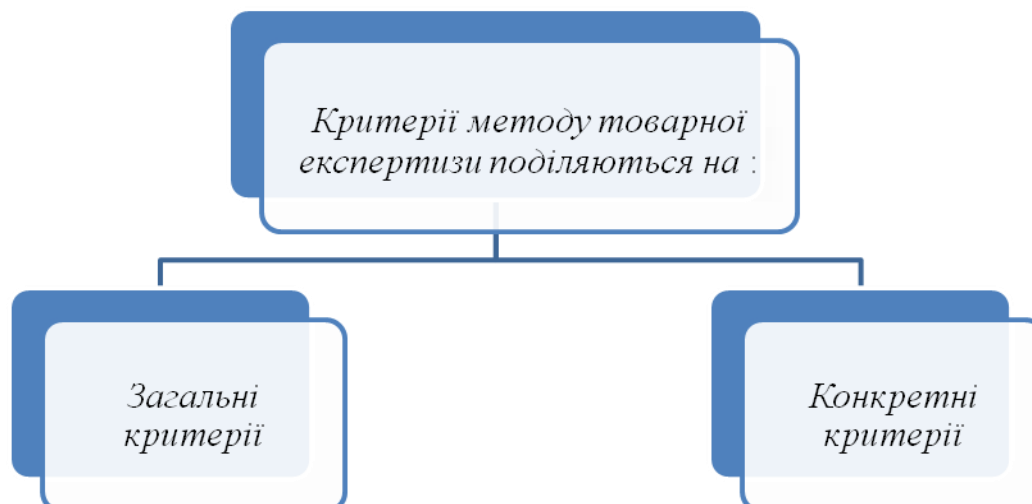 Критерії методу товарної
експертизи поділяються на :
Загальні
критерії
Конкретні
критерії